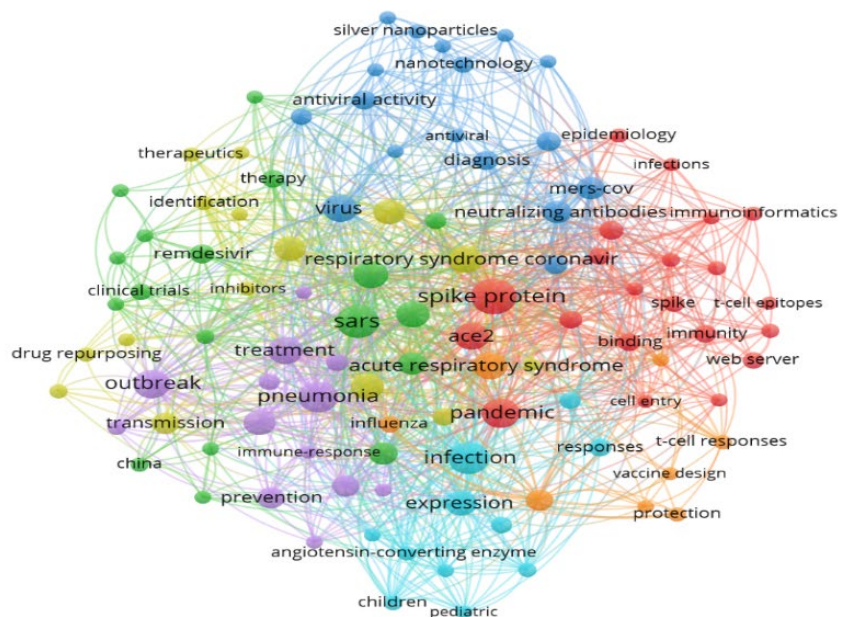 silver nanoparticles
nanotechnology
antiviral activity
antiviral
epidemiology
therapeutics
diagnosis
infections
therapy
mers-cov
identification
virus
neutralizing antibodies
immunoinformatics
remdesivir
respiratory syndrome coronavir
clinical trials
inhibitors
spike protein
spike
t-cell epitopes
sars
ace2
binding
immunity
drug repurposing
treatment
acute respiratory syndrome
web server
outbreak
pneumonia
pandemic
cell entry
transmission
influenza
china
immune-response
infection
responses
t-cell responses
vaccine design
prevention
expression
protection
angiotensin-converting enzyme
children
pediatric